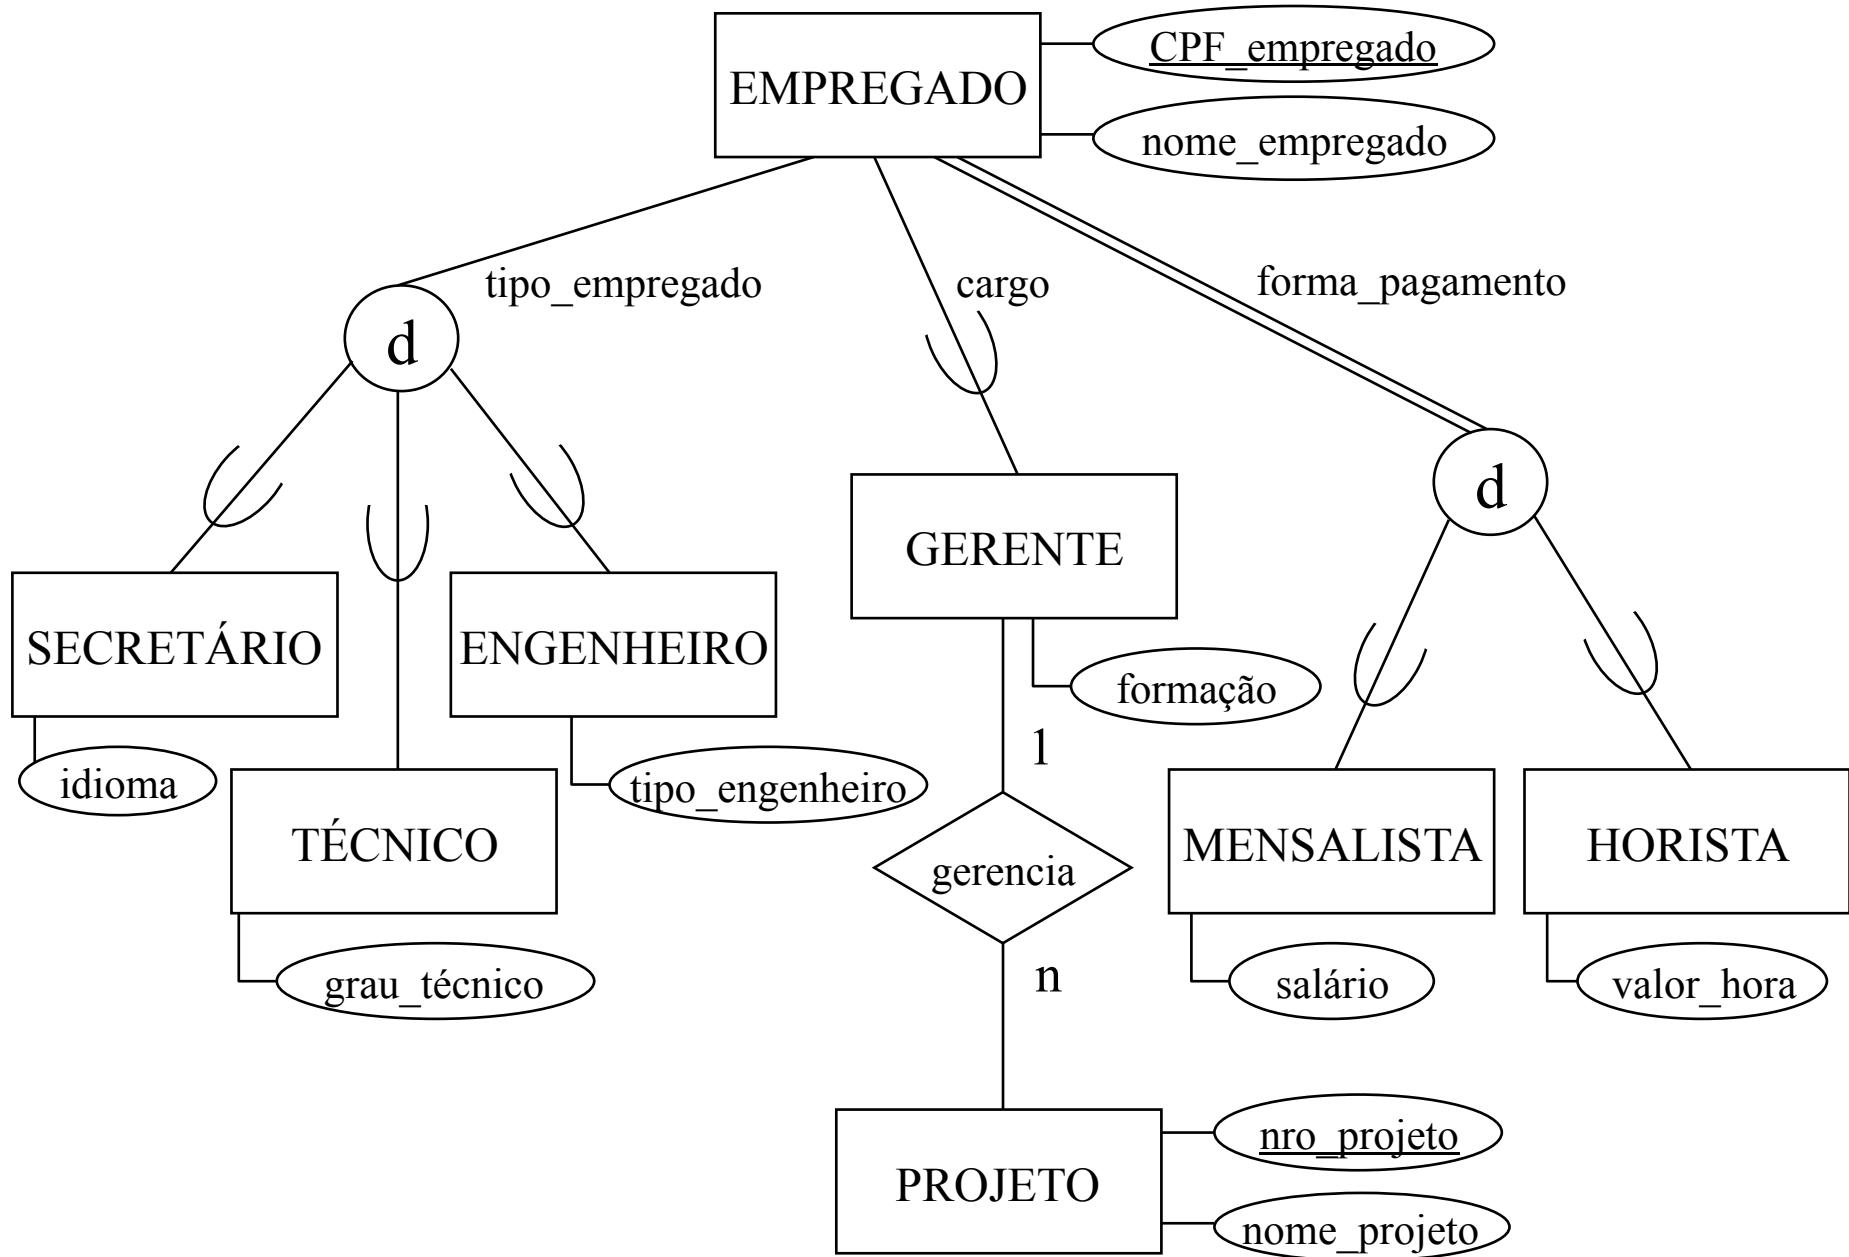 CPF_empregado
EMPREGADO
nome_empregado
tipo_empregado
cargo
forma_pagamento
d
d
GERENTE
SECRETÁRIO
ENGENHEIRO
formação
1
idioma
tipo_engenheiro
TÉCNICO
gerencia
MENSALISTA
HORISTA
n
grau_técnico
salário
valor_hora
nro_projeto
PROJETO
nome_projeto